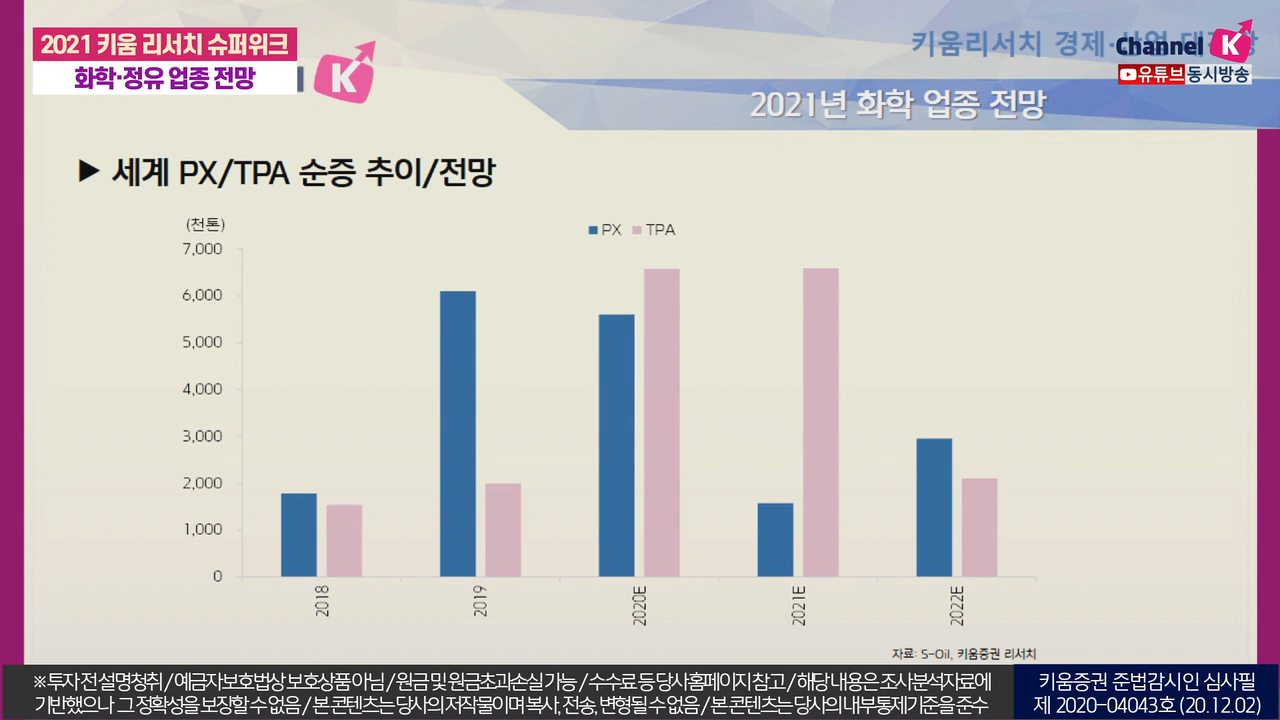 2021 키움 리서치 슈퍼위크
화학·정유 업종 전망
K
키움리서치 경제·
Channel K
유튜브동시방송
2021년 화학 업종 전망
▶ 세계 PX/TPA 순증 추이/전망
(천톤)
PX TPA
7,000
6,000
5,000
4,000
3,000
2,000
1,000
0
2018 2019 2020E 2021E 2022E
자료: S-Oil, 키움증권 리서치
※투자 전 설명청취 / 예금자보호법상 보호상품 아님 / 원금 및 원금초과손실 가능 / 수수료 등 당사홈페이지 참고 / 해당 내용은 조사분석자료에
기반했으나 그 정확성을 보장할 수 없음 / 본 콘텐츠는 당사의 저작물이며 복사, 전송, 변형될 수 없음 / 본 콘텐츠는 당사의 내부통제기준을 준수
키움증권 준법감시인 심사필
제 2020-04043호 (20.12.02)